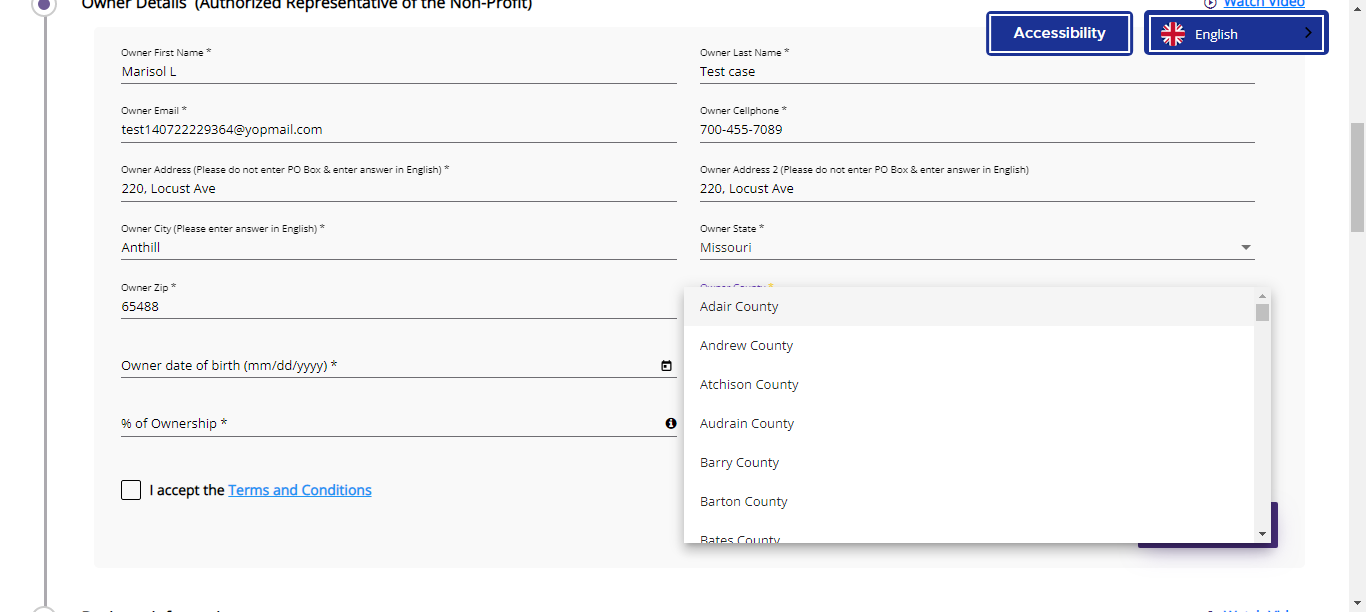 Owner Details (Authorized Representative of the Non-Profit)
Watch Video
Accessibility
English
Owner First Name *
Marisol L
Owner Last Name *
Test case
Owner Email *
test140722229364@yopmail.com
Owner Cellphone *
700-455-7089
Owner Address (Please do not enter PO Box & enter answer in English) *
220, Locust Ave
Owner Address 2 (Please do not enter PO Box & enter answer in English)
220, Locust Ave
Owner City (Please enter answer in English) *
Anthill
Owner State *
Missouri
Owner Zip *
65488
Owner County *
Adair County
Andrew County
Atchison County
Audrain County
Barry County
Barton County
Bates County
Owner date of birth (mm/dd/yyyy) *
% of Ownership *
I accept the Terms and Conditions